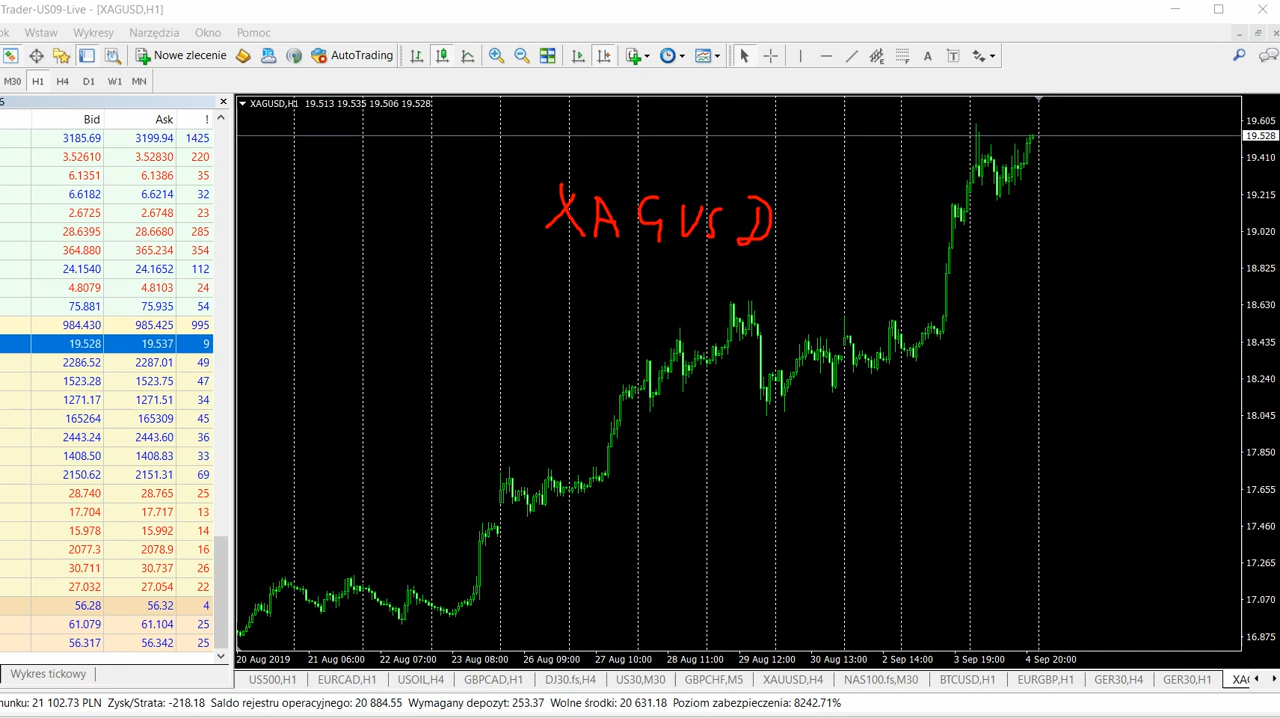 Trader-US09-Live - [XAGUSD,H1]
ok Wstaw Wykresy Narzędzia Okno Pomoc
Nowe zlecenie AutoTrading
M30 H1 H4 D1 W1 MN
6
Bid Ask !
3185.69 3199.94 1425
3.52610 3.52830 220
6.1351 6.1386 35
6.6182 6.6214 32
2.6725 2.6748 23
28.6395 28.6680 285
364.880 365.234 354
24.1540 24.1652 112
4.8079 4.8103 24
75.881 75.935 54
984.430 985.425 995
19.528 19.537 9
2286.52 2287.01 49
1523.28 1523.75 47
1271.17 1271.51 34
165264 165309 45
2443.24 2443.60 36
1408.50 1408.83 33
2150.62 2151.31 69
28.740 28.765 25
17.704 17.717 13
15.978 15.992 14
2077.3 2078.9 16
30.711 30.737 26
27.032 27.054 22
56.28 56.32 4
61.079 61.104 25
56.317 56.342 25
Wykres tickowy
XAGUSD,H1 19.513 19.535 19.506 19.528
XAGUSD
19.605
19.528
19.410
19.215
19.020
18.825
18.630
18.435
18.240
18.045
17.850
17.655
17.460
17.265
17.070
16.875
20 Aug 2019 21 Aug 06:00 22 Aug 07:00 23 Aug 08:00 26 Aug 09:00 27 Aug 10:00 28 Aug 11:00 29 Aug 12:00 30 Aug 13:00 2 Sep 14:00 3 Sep 19:00 4 Sep 20:00
US500,H1 EURCAD,H1 USOIL,H4 GBPCAD,H1 DJ30.fs,H4 US30,M30 GBPCHF,M5 XAUUSD,H4 NAS100.fs,M30 BTCUSD,H1 EURGBP,H1 GER30,H4 GER30,H1 XAG
hunku: 21 102.73 PLN Zysk/Strata: -218.18 Saldo rejestru operacyjnego: 20 884.55 Wymagany depozyt: 253.37 Wolne środki: 20 631.18 Poziom zabezpieczenia: 8242.71%